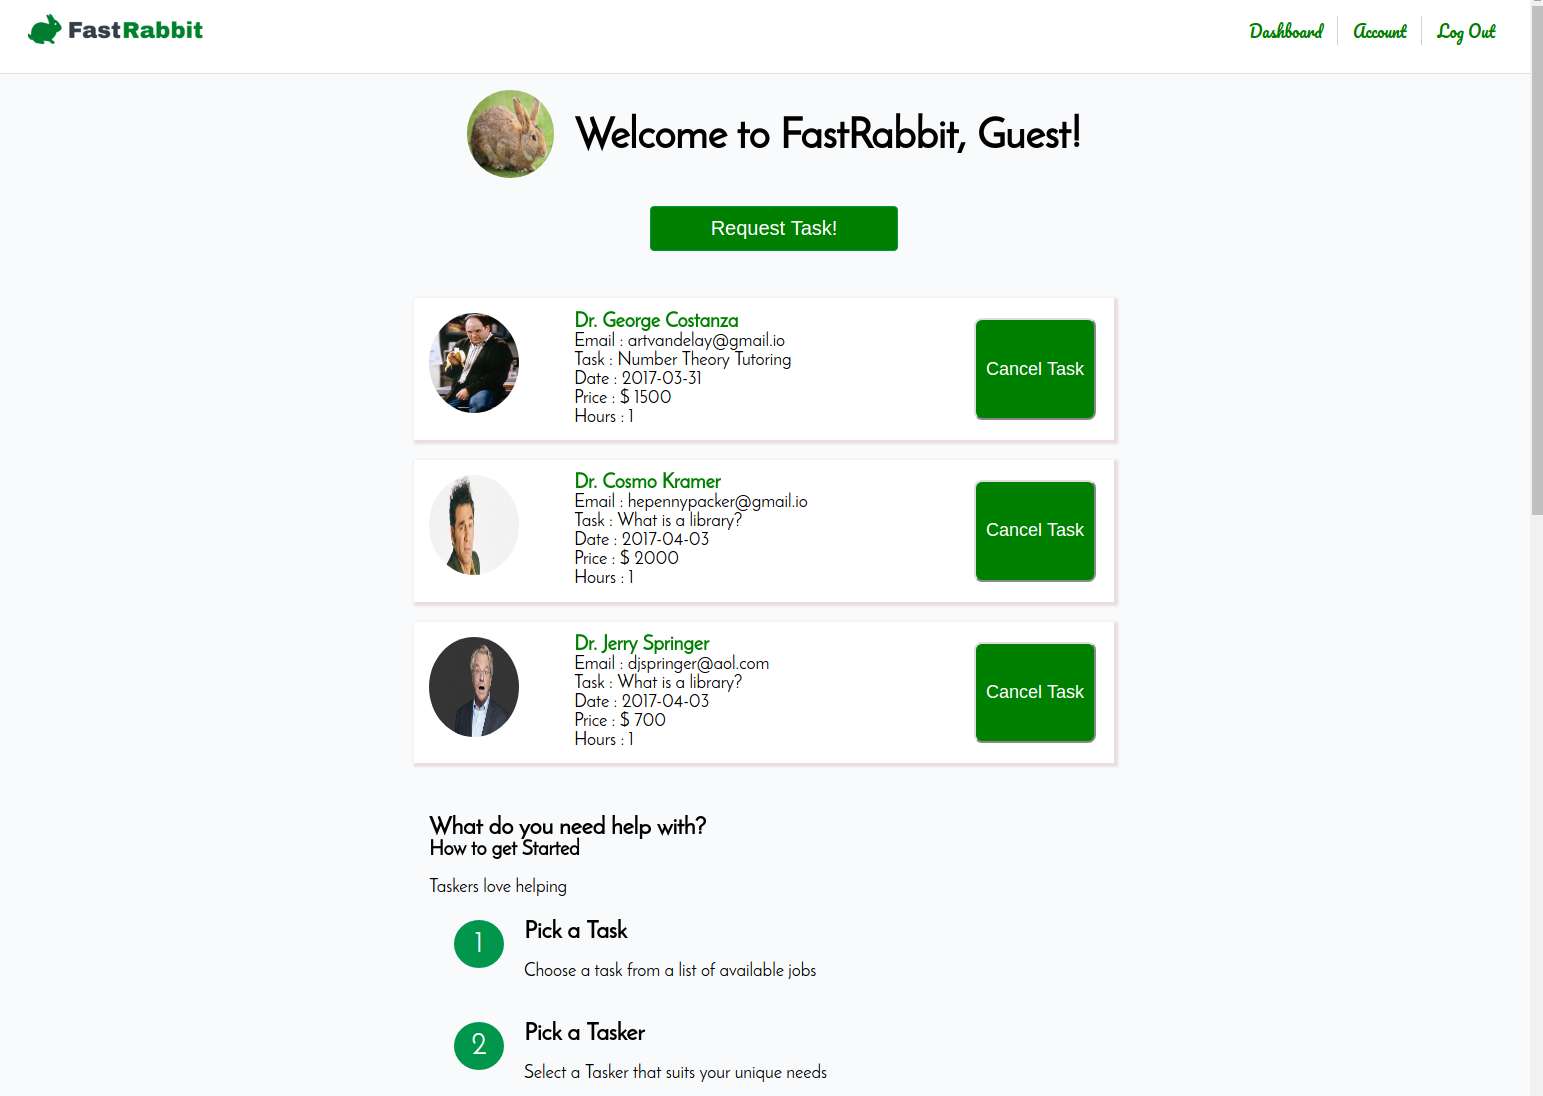 FastRabbit
Dashboard Account Log Out
Welcome to FastRabbit, Guest!
Request Task!
Dr. George Costanza
Email : artvandelay@gmail.io
Task : Number Theory Tutoring
Date : 2017-03-31
Price : $ 1500
Hours : 1
Cancel Task
Dr. Cosmo Kramer
Email : hepennypacker@gmail.io
Task : What is a library?
Date : 2017-04-03
Price : $ 2000
Hours : 1
Cancel Task
Dr. Jerry Springer
Email : djspringer@aol.com
Task : What is a library?
Date : 2017-04-03
Price : $ 700
Hours : 1
Cancel Task
What do you need help with?
How to get Started
Taskers love helping
1
Pick a Task
Choose a task from a list of available jobs
2
Pick a Tasker
Select a Tasker that suits your unique needs